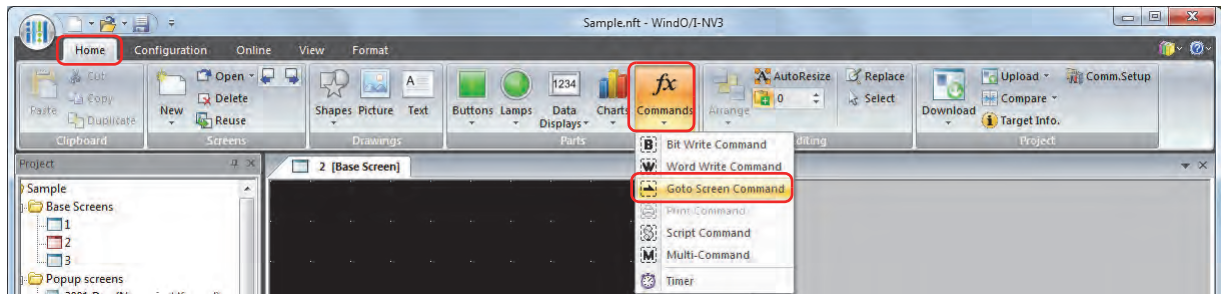 Sample.nft - WindO/I-NV3
Home Configuration Online View Format
Paste Cut Copy Duplicate
Clipboard
New Open Delete Reuse
Screens
Shapes Picture Text
Drawings
A
Buttons Lamps 1234 Data Displays Charts fx Commands
Parts
Arrange AutoResize 0 Replace Select
diting
Download Upload Compare Target Info. Comm.Setup
Project
B Bit Write Command
W Word Write Command
Goto Screen Command
Print Command
S Script Command
M Multi-Command
Timer
Project
2 [Base Screen]
Sample
Base Screens
1
2
3
Popup screens